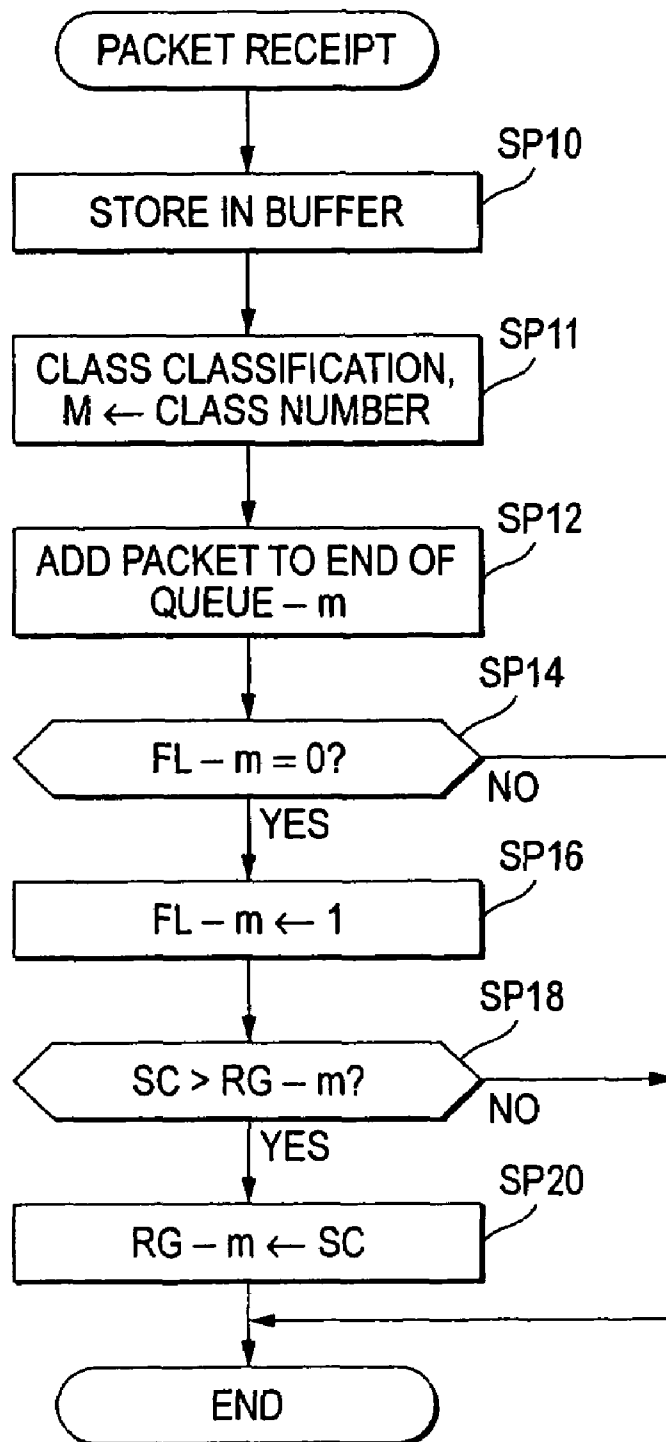 PACKET RECEIPT
SP10
STORE IN BUFFER
SP11
CLASS CLASSIFICATION,
M ← CLASS NUMBER
SP12
ADD PACKET TO END OF
QUEUE – m
SP14
FL – m = 0?
NO
YES
SP16
FL – m ← 1
SP18
SC > RG – m?
NO
YES
SP20
RG – m ← SC
END